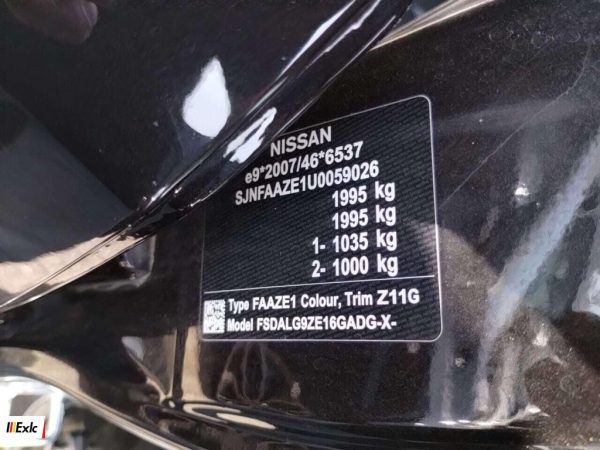 NISSAN
e9*2007/46*6537
SJNFAAZE1U0059026
1995 kg
1995 kg
1- 1035 kg
2- 1000 kg
Type FAAZE1 Colour, Trim Z11G
Model FSDALG9ZE16GADG-X-
Exlc